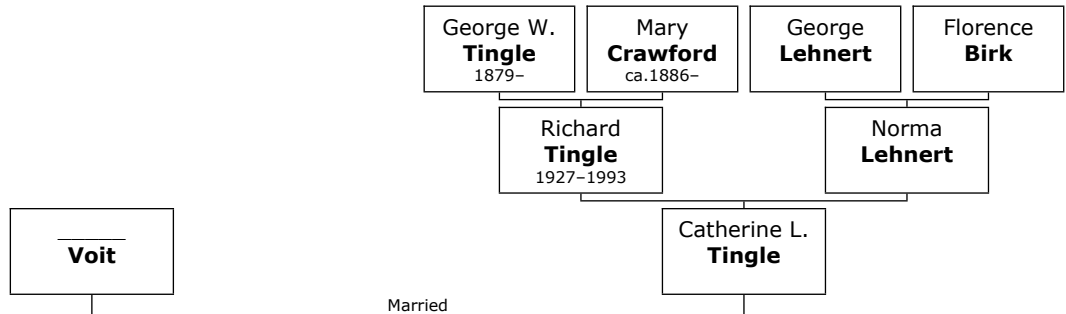 George W.
Tingle
1879–
Mary
Crawford
ca.1886–
George
Lehnert
Florence
Birk
Richard
Tingle
1927–1993
Norma
Lehnert
______
Voit
Catherine L.
Tingle
Married